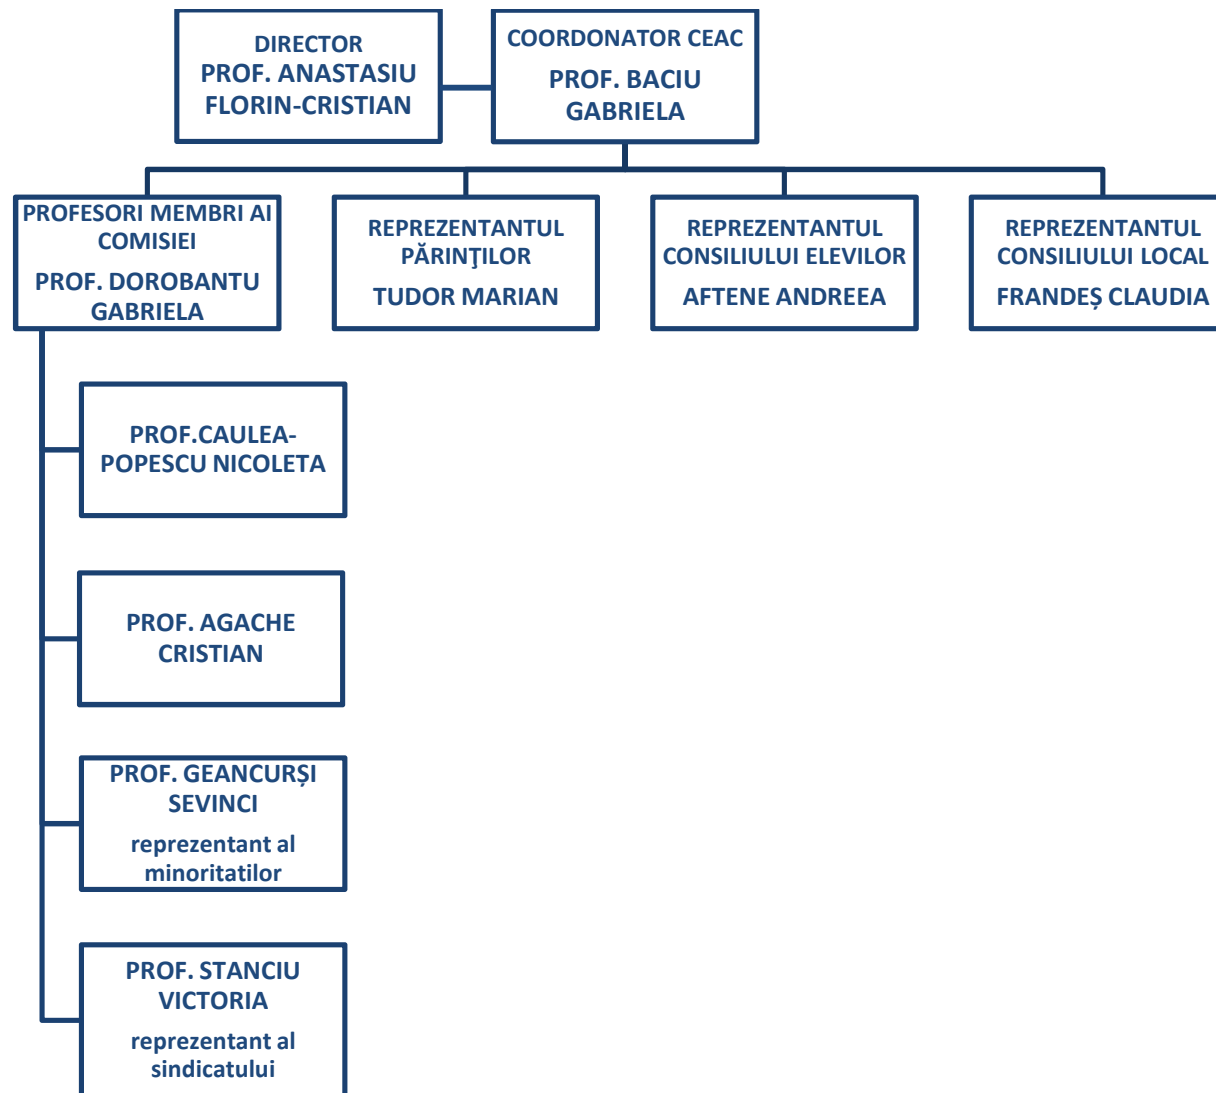 DIRECTOR
PROF. ANASTASIU
FLORIN-CRISTIAN
COORDONATOR CEAC
PROF. BACIU
GABRIELA
PROFESORI MEMBRI AI
COMISIEI
PROF. DOROBANTU
GABRIELA
REPREZENTANTUL
PĂRINŢILOR
TUDOR MARIAN
REPREZENTANTUL
CONSILIULUI ELEVILOR
AFTENE ANDREEA
REPREZENTANTUL
CONSILIULUI LOCAL
FRANDEȘ CLAUDIA
PROF.CAULEA-
POPESCU NICOLETA
PROF. AGACHE
CRISTIAN
PROF. GEANCURȘI
SEVINCI
reprezentant al
minoritatilor
PROF. STANCIU
VICTORIA
reprezentant al
sindicatului